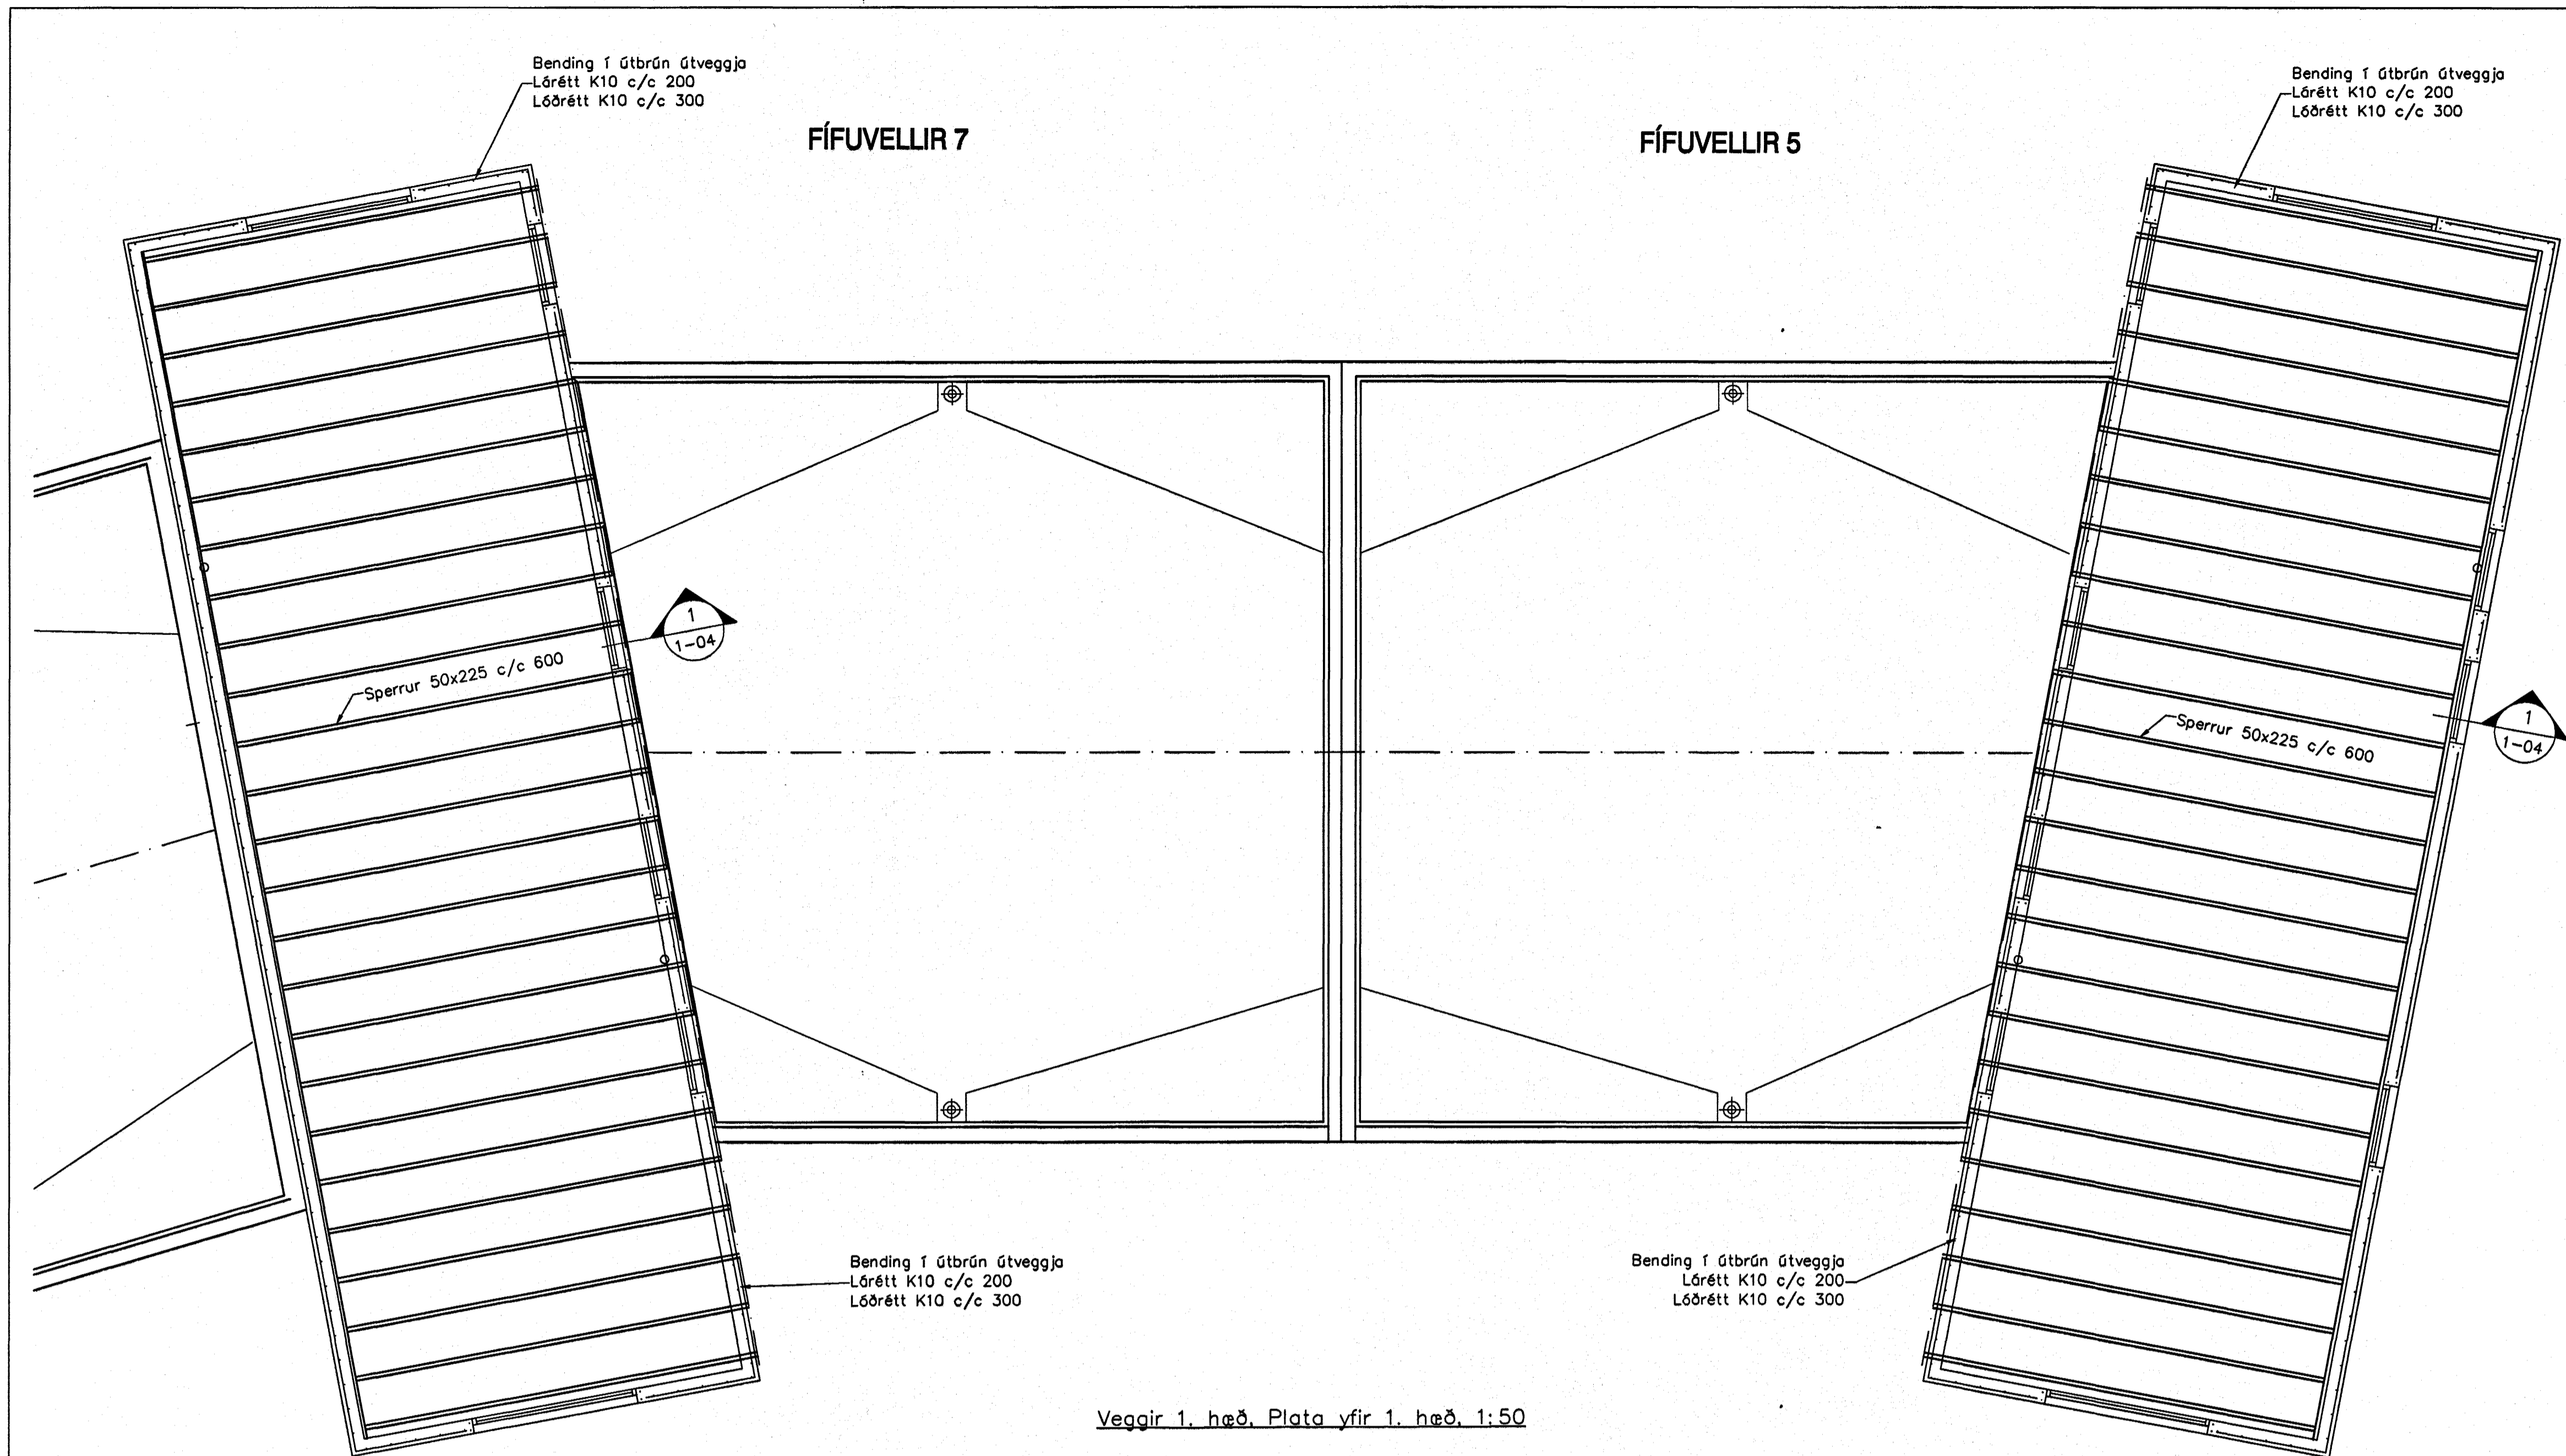 Bending í útbrún útveggja
Lárétt K10 c/c 200
Lóðrétt K10 c/c 300
Bending í útbrún útveggja
Lárétt K10 c/c 200
Lóðrétt K10 c/c 300
FÍFUVELLIR 7
FÍFUVELLIR 5
1
1-04
Sperrur 50x225 c/c 600
Sperrur 50x225 c/c 600
1
1-04
Bending í útbrún útveggja
Lárétt K10 c/c 200
Lóðrétt K10 c/c 300
Bending í útbrún útveggja
Lárétt K10 c/c 200
Lóðrétt K10 c/c 300
Veggir 1. hæð, Plata yfir 1. hæð, 1:50